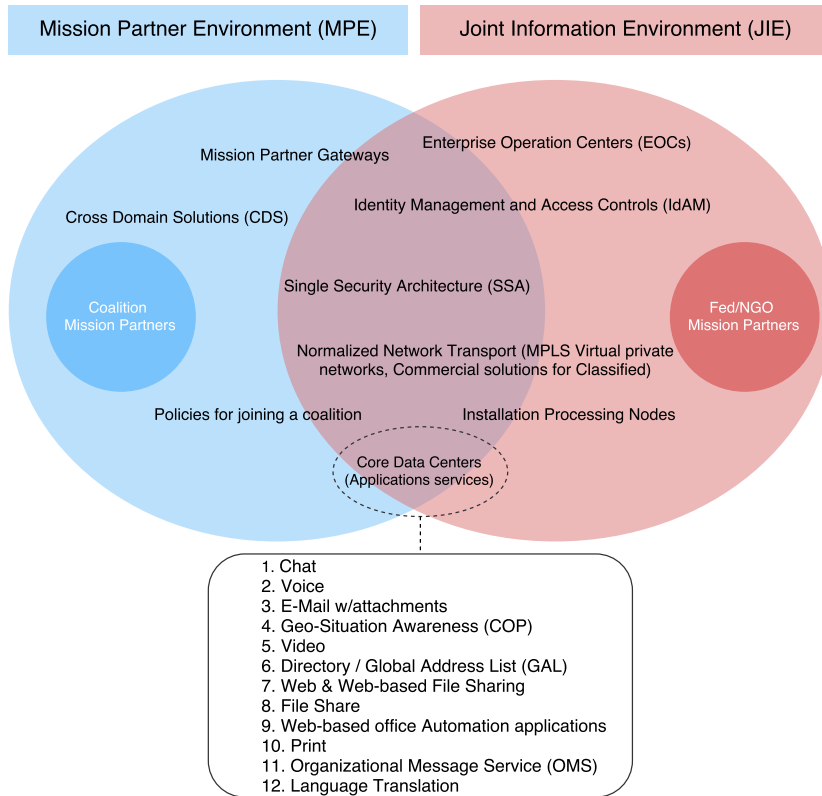 Mission Partner Environment (MPE)
Joint Information Environment (JIE)
Enterprise Operation Centers (EOCs)
Mission Partner Gateways
Identity Management and Access Controls (IdAM)
Cross Domain Solutions (CDS)
Single Security Architecture (SSA)
Coalition
Mission Partners
Fed/NGO
Mission Partners
Normalized Network Transport (MPLS Virtual private
networks, Commercial solutions for Classified)
Policies for joining a coalition
Installation Processing Nodes
Core Data Centers
(Applications services)
1. Chat
2. Voice
3. E-Mail w/attachments
4. Geo-Situation Awareness (COP)
5. Video
6. Directory / Global Address List (GAL)
7. Web & Web-based File Sharing
8. File Share
9. Web-based office Automation applications
10. Print
11. Organizational Message Service (OMS)
12. Language Translation